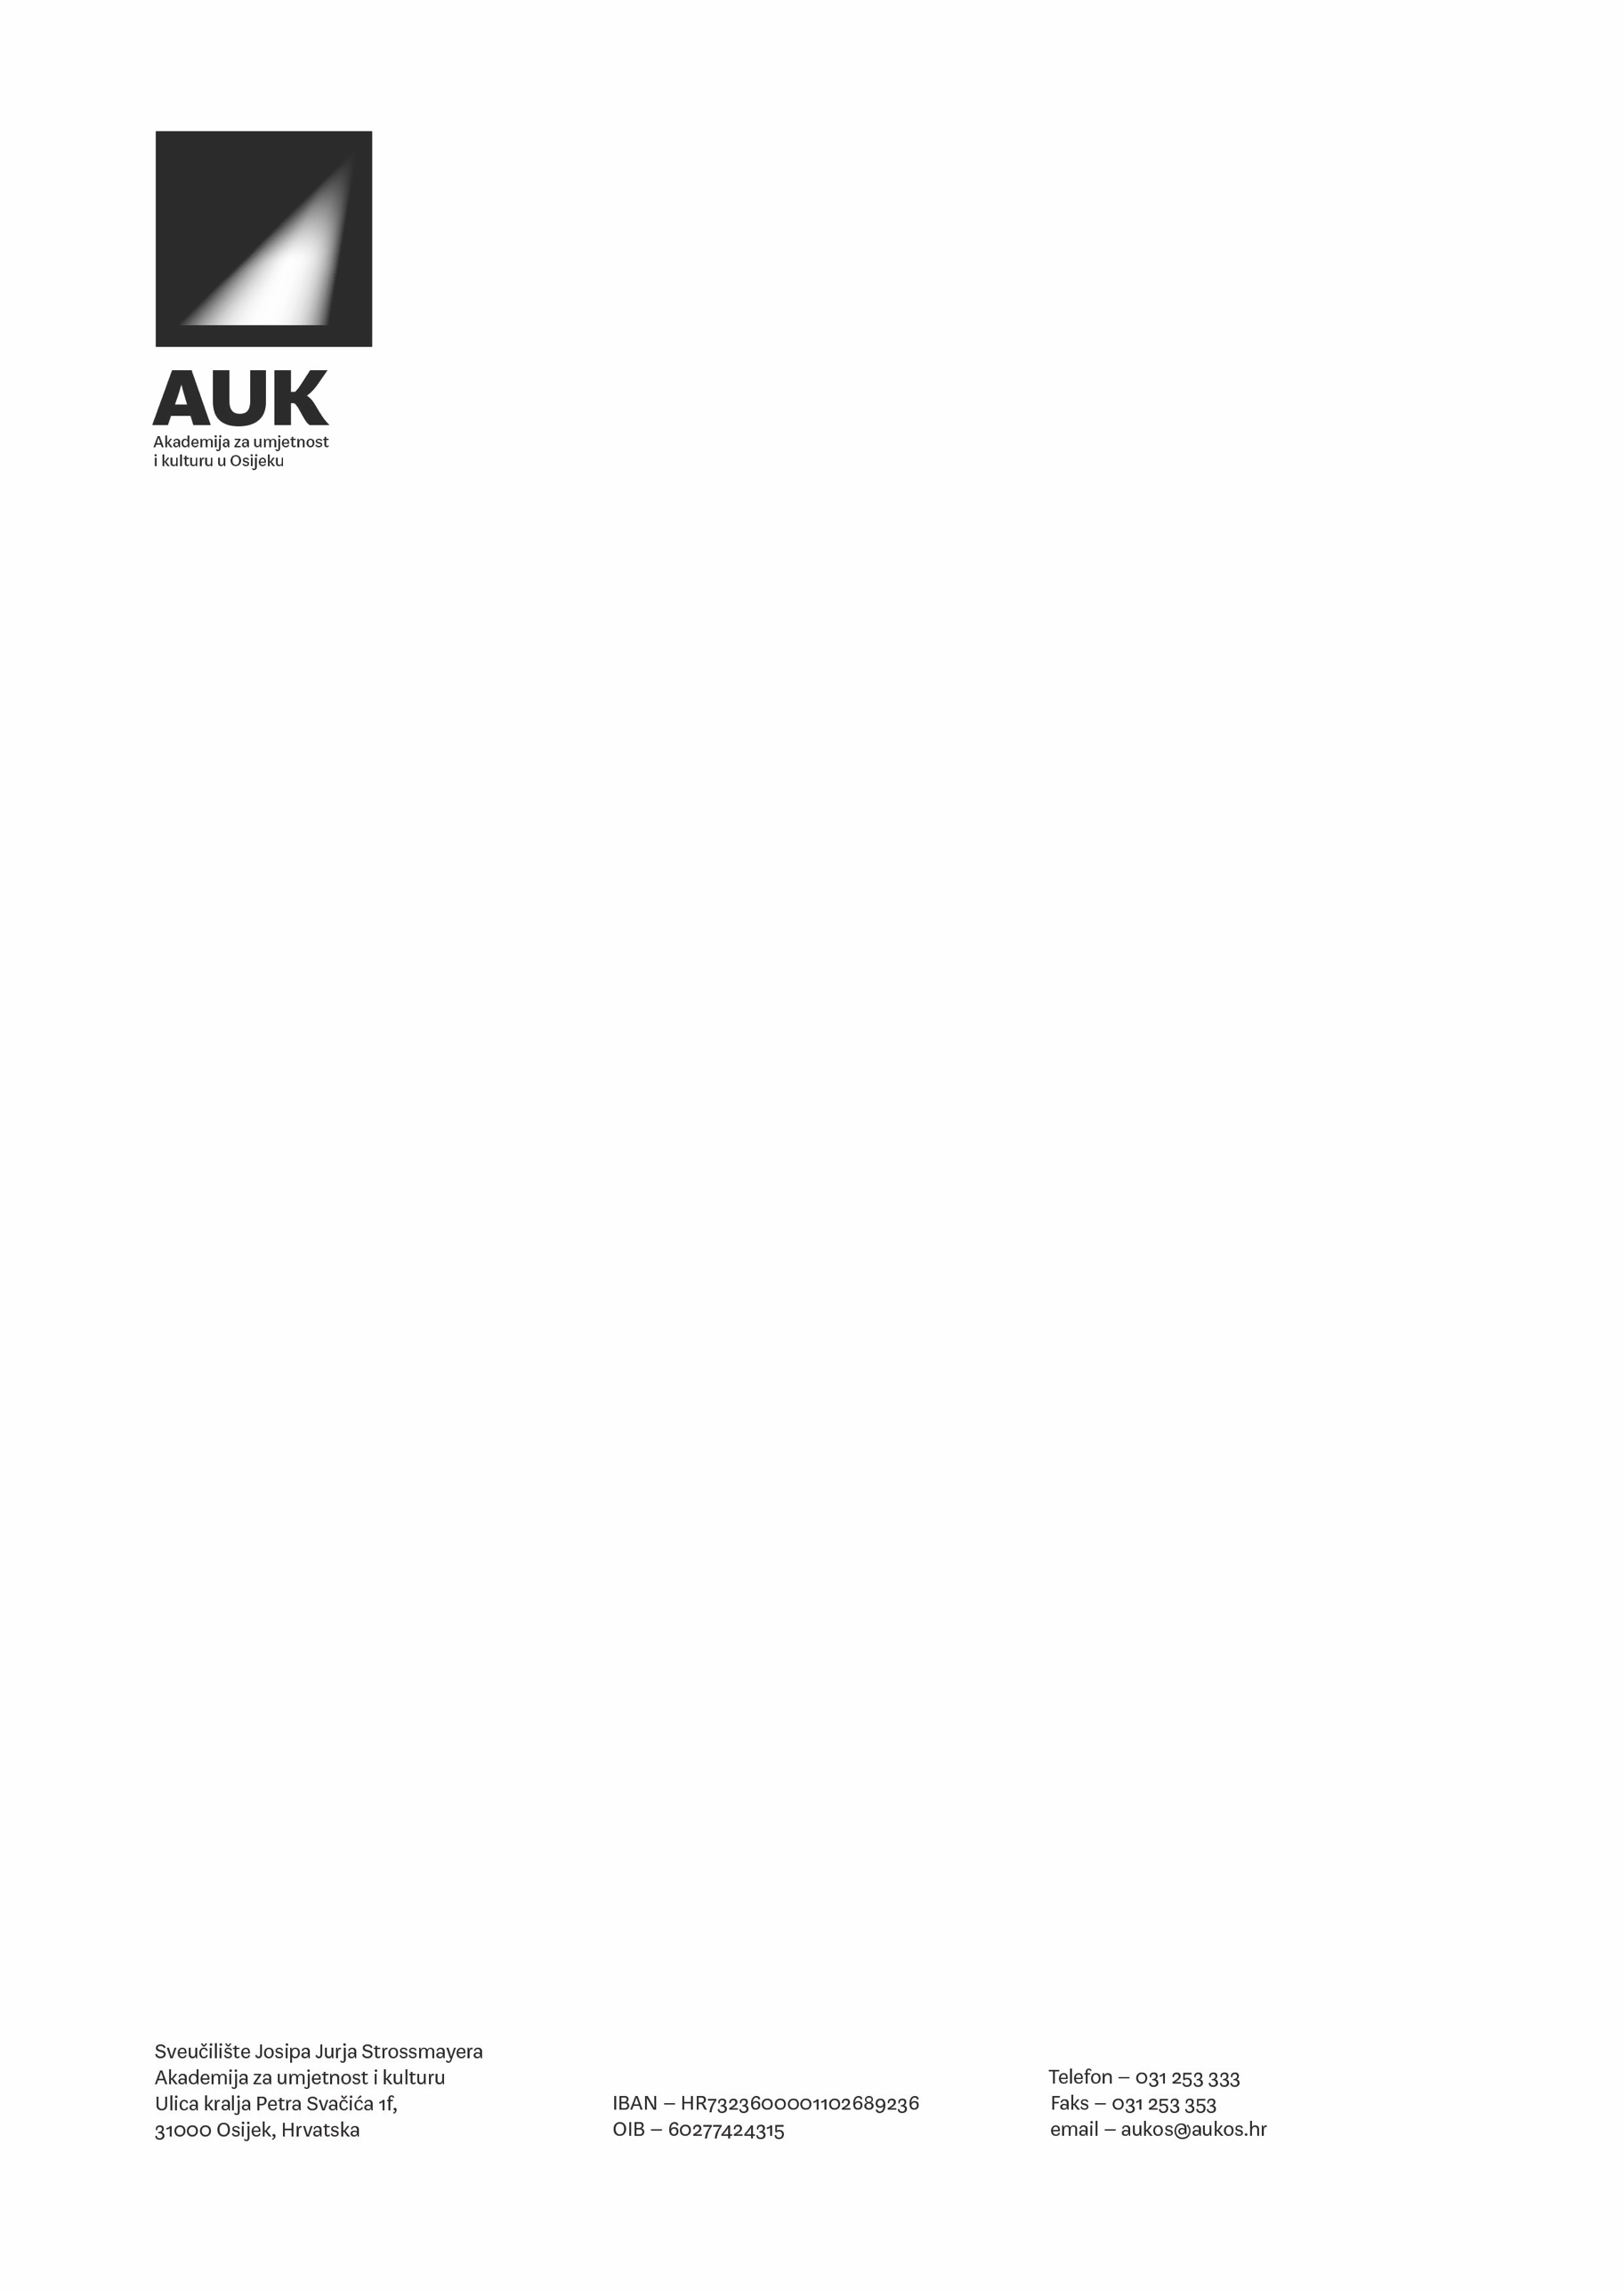 AUK
Akademija za umjetnost
i kulturu u Osijeku
Sveučilište Josipa Jurja Strossmayera
Akademija za umjetnost i kulturu
Ulica kralja Petra Svačića 1f,
31000 Osijek, Hrvatska
IBAN – HR7323600001102689236
OIB – 60277424315
Telefon – 031 253 333
Faks – 031 253 353
email – aukos@aukos.hr